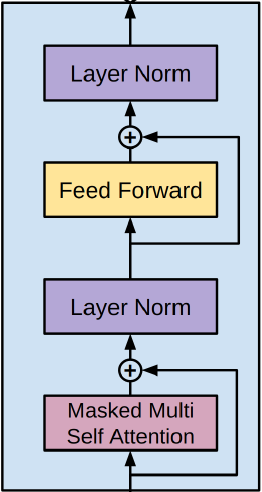 Layer Norm
Feed Forward
Layer Norm
Masked Multi
Self Attention